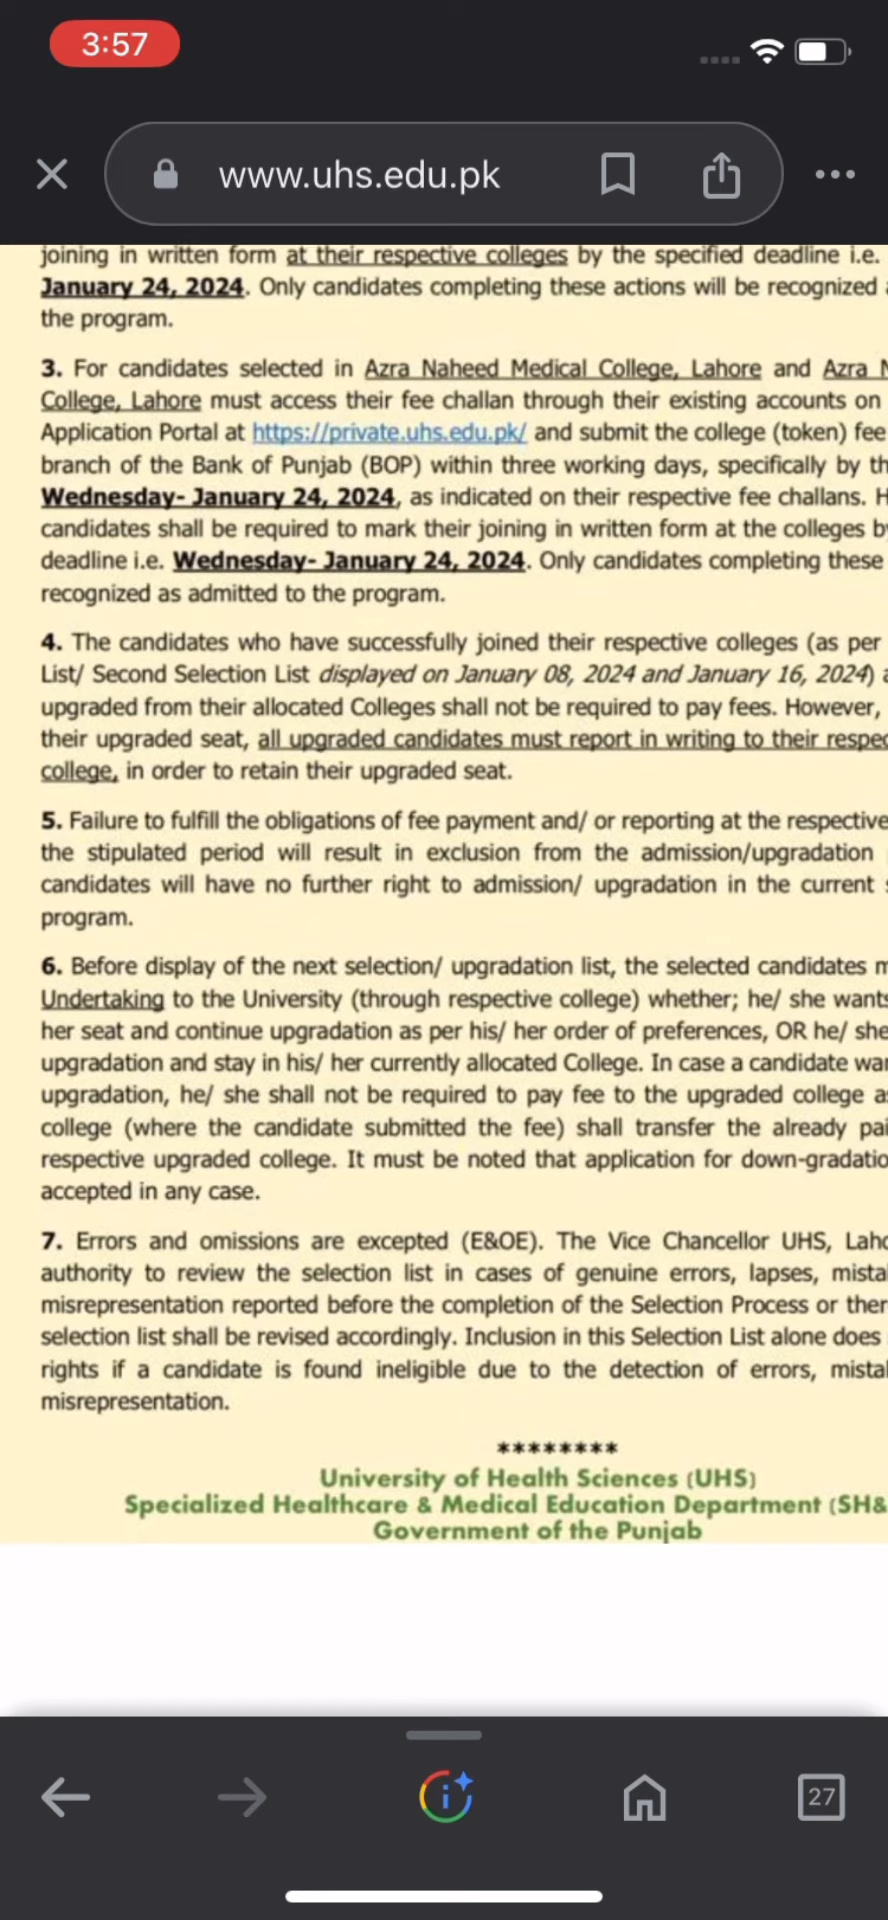 3:57
www.uhs.edu.pk
joining in written form at their respective colleges by the specified deadline i.e.
January 24, 2024. Only candidates completing these actions will be recognized
the program.
3. For candidates selected in Azra Naheed Medical College, Lahore and Azra
College, Lahore must access their fee challan through their existing accounts on
Application Portal at https://private.uhs.edu.pk/ and submit the college (token) fee
branch of the Bank of Punjab (BOP) within three working days, specifically by
Wednesday- January 24, 2024, as indicated on their respective fee challans.
candidates shall be required to mark their joining in written form at the colleges
deadline i.e. Wednesday- January 24, 2024. Only candidates completing these
recognized as admitted to the program.
4. The candidates who have successfully joined their respective colleges (as per
List/ Second Selection List displayed on January 08, 2024 and January 16, 2024)
upgraded from their allocated Colleges shall not be required to pay fees. However,
their upgraded seat, all upgraded candidates must report in writing to their
college, in order to retain their upgraded seat.
5. Failure to fulfill the obligations of fee payment and/ or reporting at the respective
the stipulated period will result in exclusion from the admission/upgradation
candidates will have no further right to admission/ upgradation in the current
program.
6. Before display of the next selection/ upgradation list, the selected candidates
Undertaking to the University (through respective college) whether; he/ she wants
her seat and continue upgradation as per his/ her order of preferences, OR he/ she
upgradation and stay in his/ her currently allocated College. In case a candidate
upgradation, he/ she shall not be required to pay fee to the upgraded college
college (where the candidate submitted the fee) shall transfer the already
respective upgraded college. It must be noted that application for
accepted in any case.
7. Errors and omissions are excepted (E&OE). The Vice Chancellor UHS,
authority to review the selection list in cases of genuine errors, lapses,
misrepresentation reported before the completion of the Selection Process or
selection list shall be revised accordingly. Inclusion in this Selection List alone does
rights if a candidate is found ineligible due to the detection of errors,
misrepresentation.
********
University of Health Sciences (UHS)
Specialized Healthcare & Medical Education Department
Government of the Punjab
27